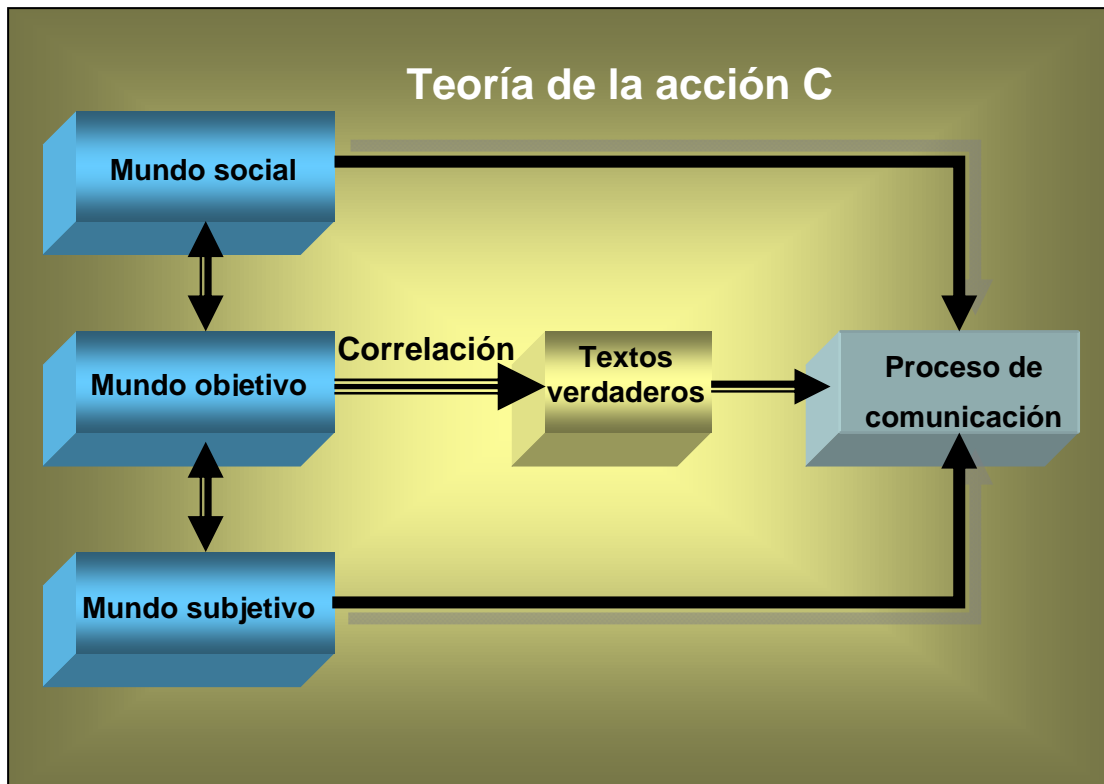 Teoría de la acción C
Mundo social
Correlación
Mundo objetivo
Textos
verdaderos
Proceso de
comunicación
Mundo subjetivo